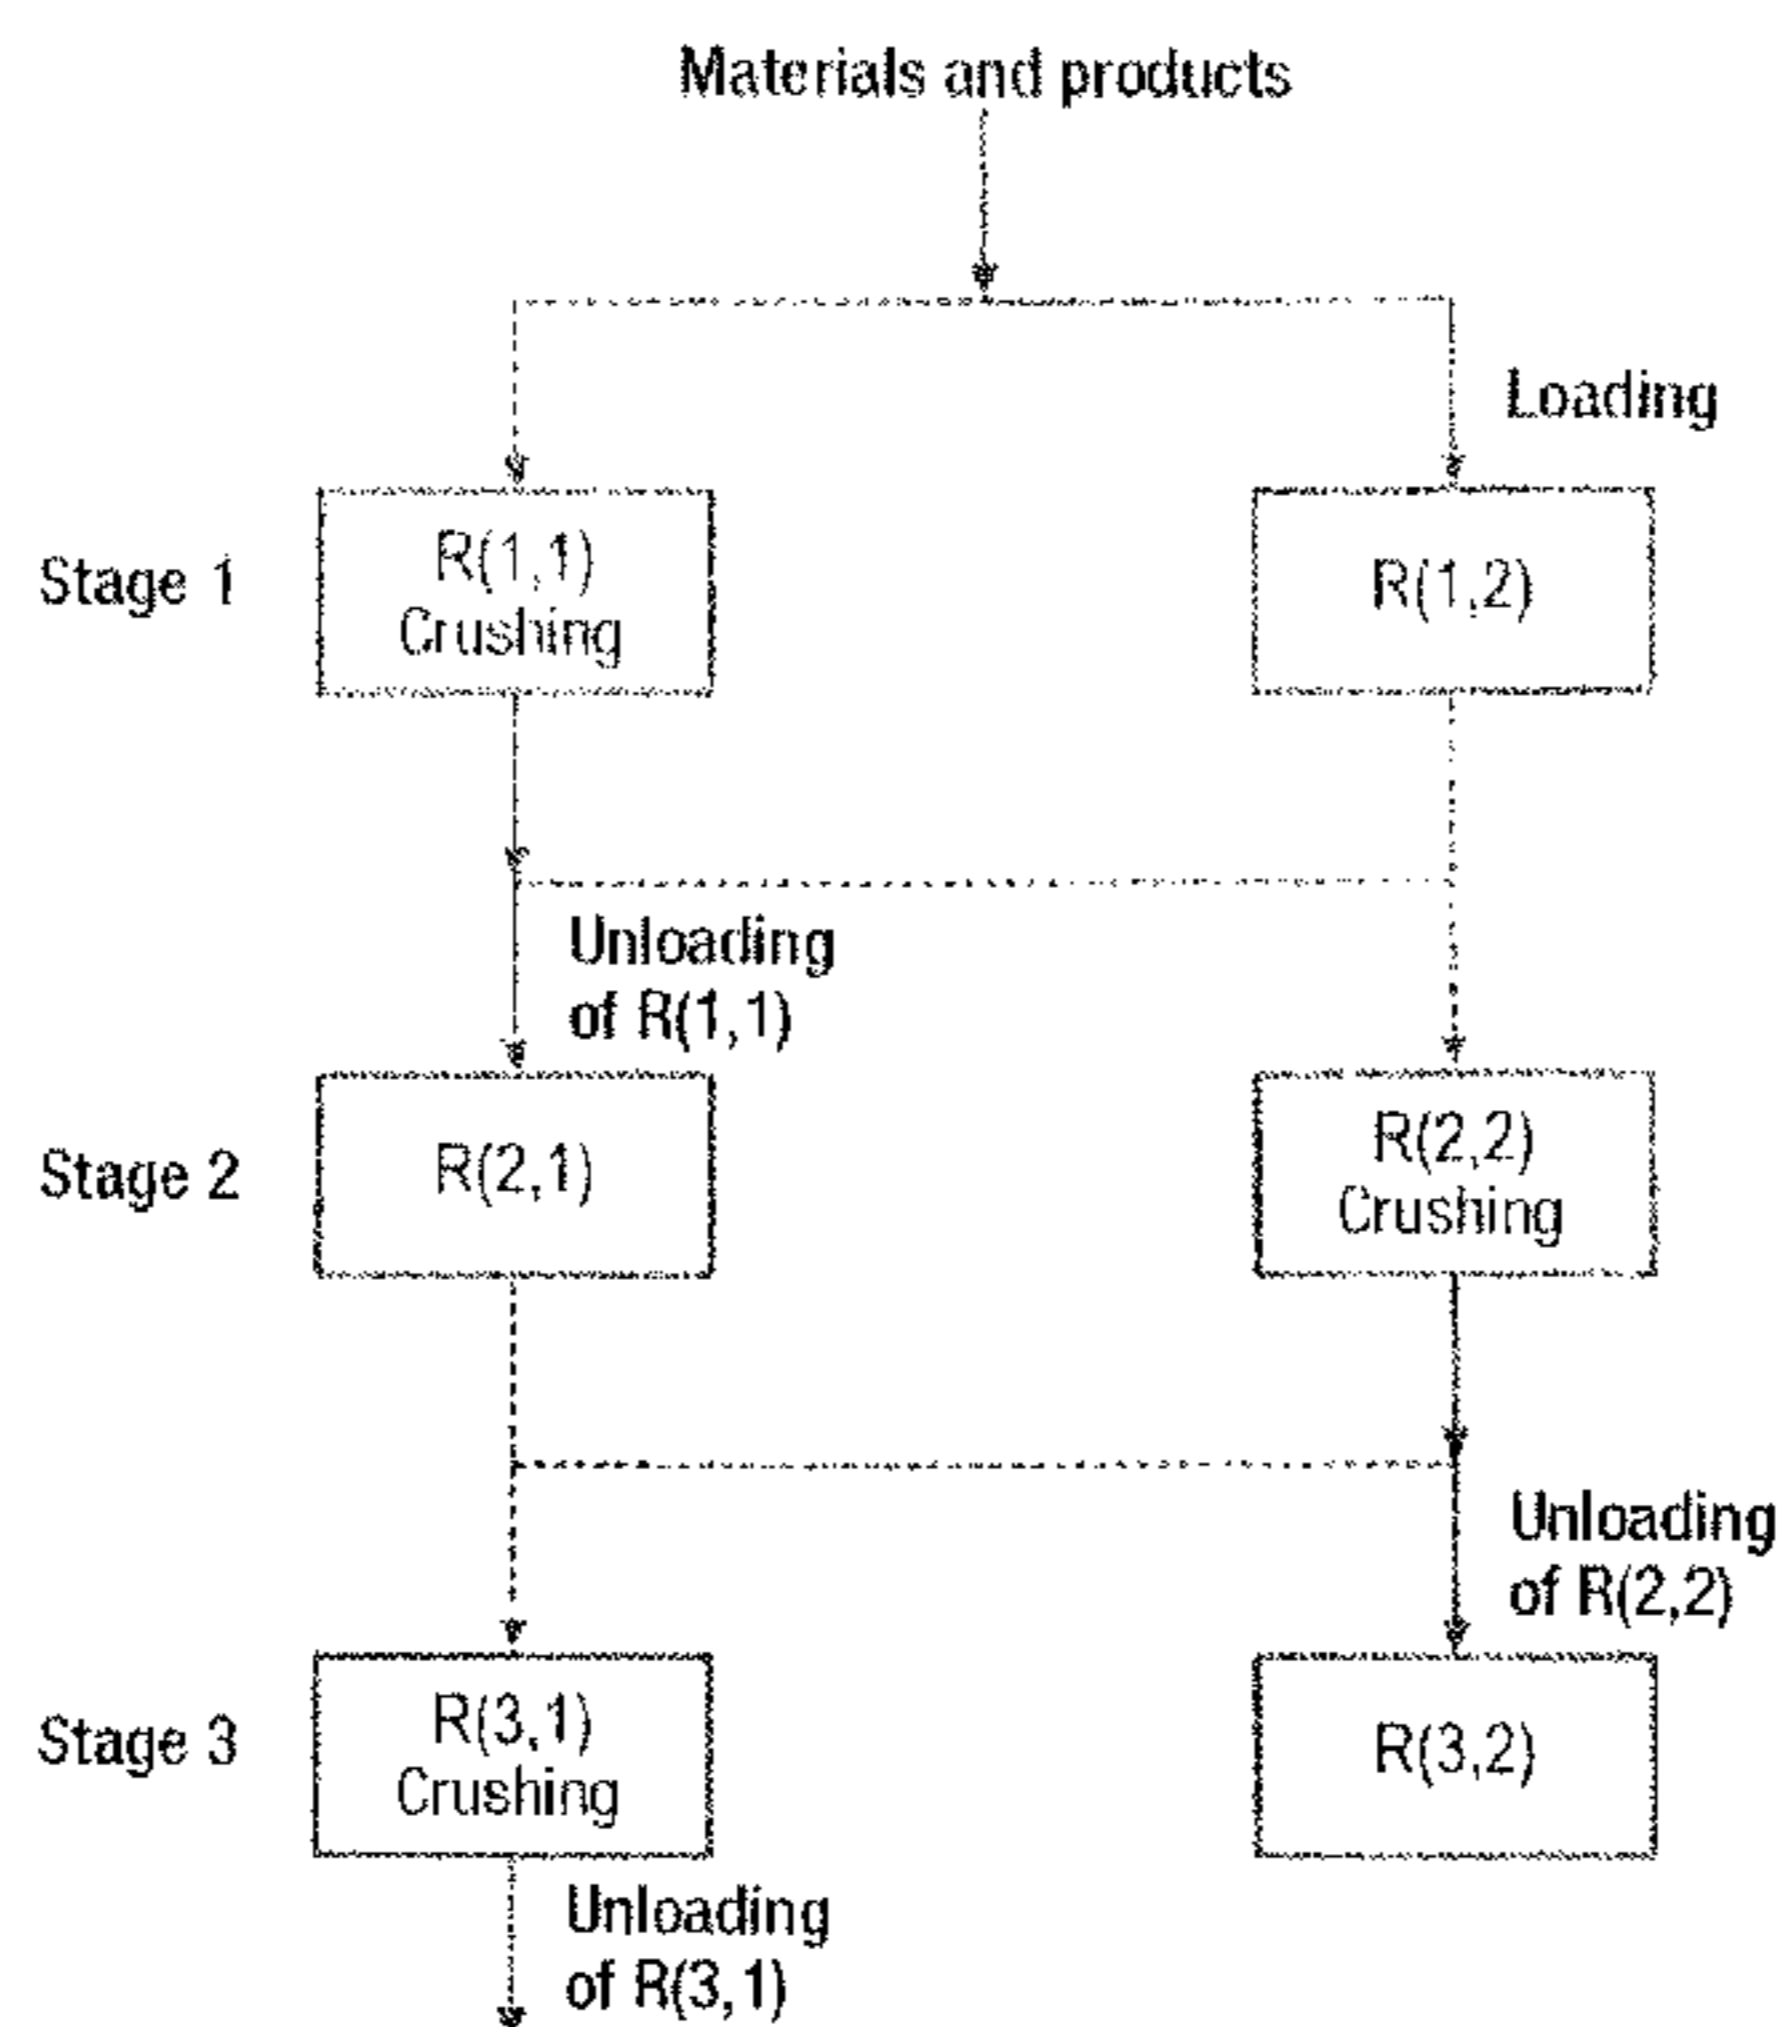 Materials and products
Loading
Stage 1
R(1,1)
Crushing
R(1,2)
Unloading
of R(1,1)
Stage 2
R(2,1)
R(2,2)
Crushing
Unloading
of R(2,2)
Stage 3
R(3,1)
Crushing
R(3,2)
Unloading
of R(3,1)